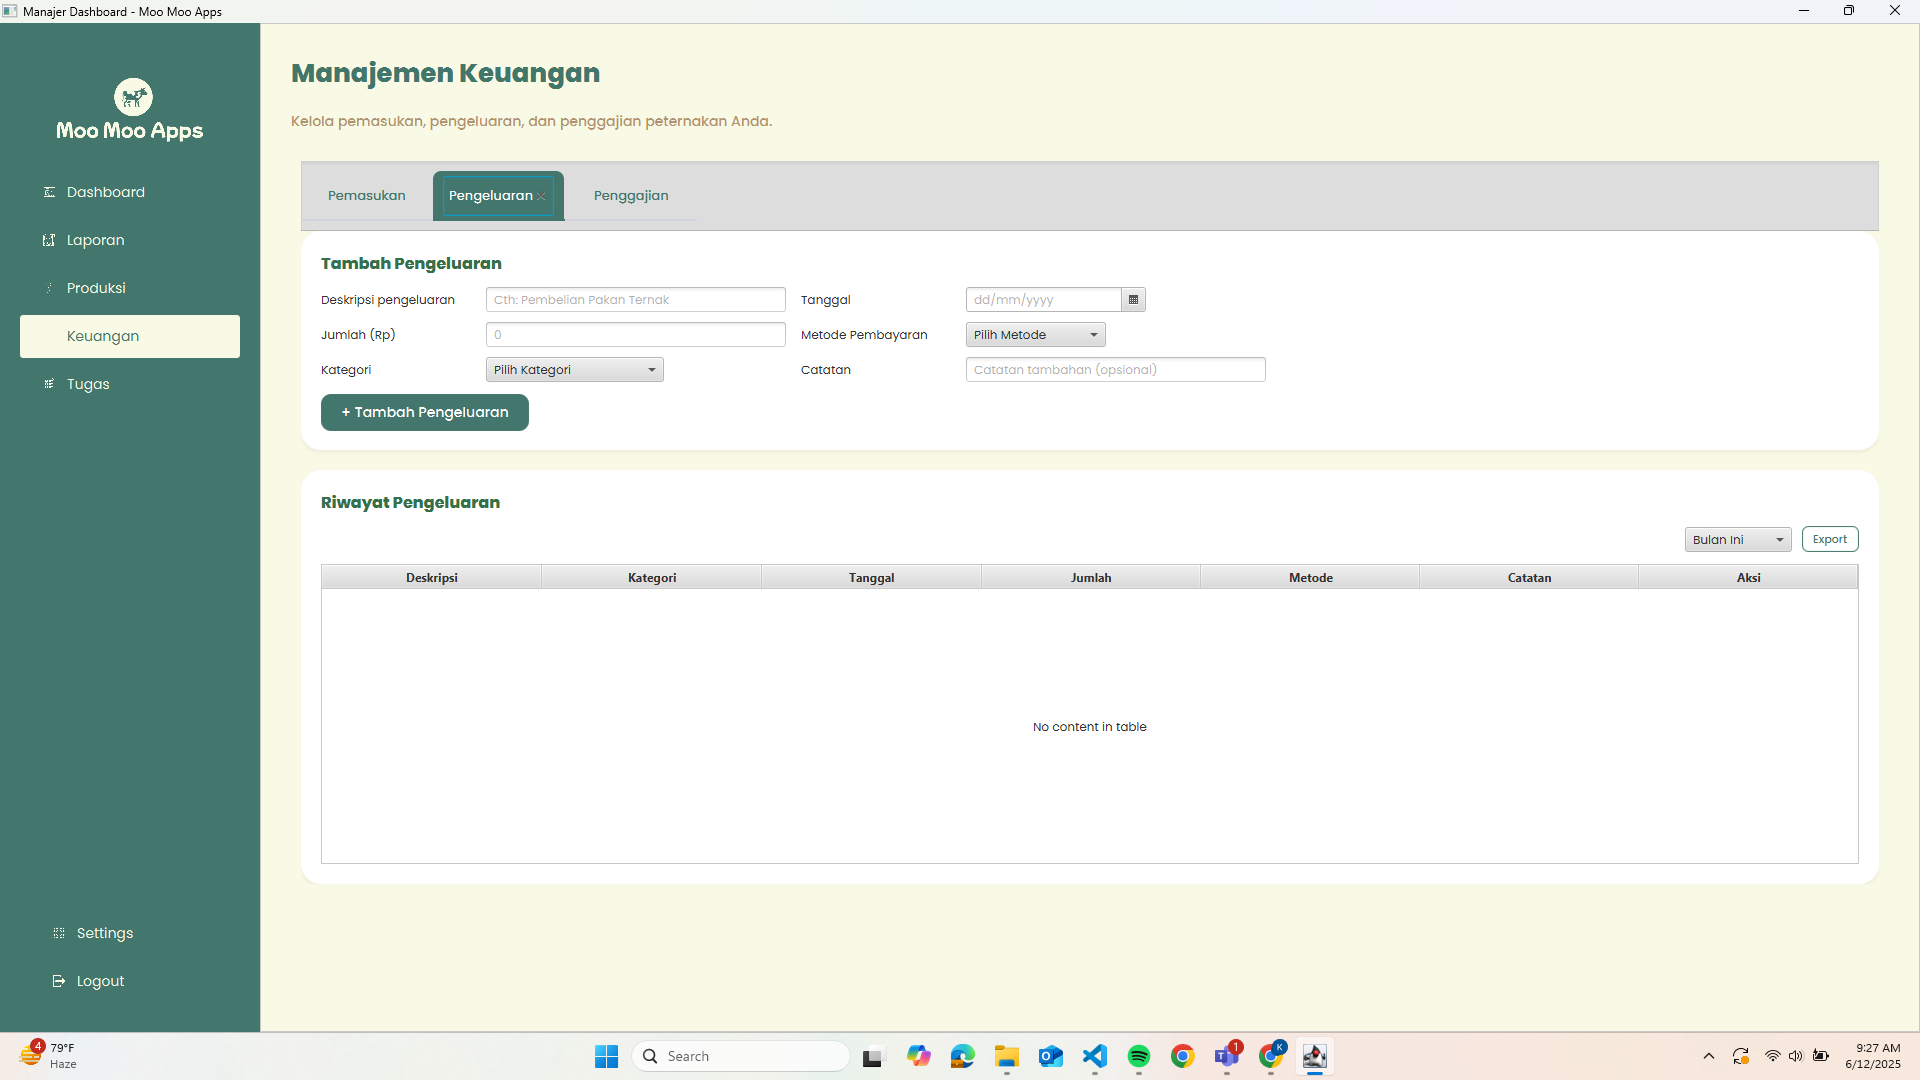 Manajer Dashboard - Moo Moo Apps
Moo Moo Apps
Dashboard
Laporan
Produksi
Keuangan
Tugas
Settings
Logout
Manajemen Keuangan
Kelola pemasukan, pengeluaran, dan penggajian peternakan Anda.
Pemasukan Pengeluaran Penggajian
Tambah Pengeluaran
Deskripsi pengeluaran Cth: Pembelian Pakan Ternak Tanggal dd/mm/yyyy
Jumlah (Rp) 0 Metode Pembayaran Pilih Metode
Kategori Pilih Kategori Catatan Catatan tambahan (opsional)
+ Tambah Pengeluaran
Riwayat Pengeluaran
Bulan Ini Export
Deskripsi Kategori Tanggal Jumlah Metode Catatan Aksi
No content in table
4 79°F
Haze
Search
1
K
9:27 AM
6/12/2025